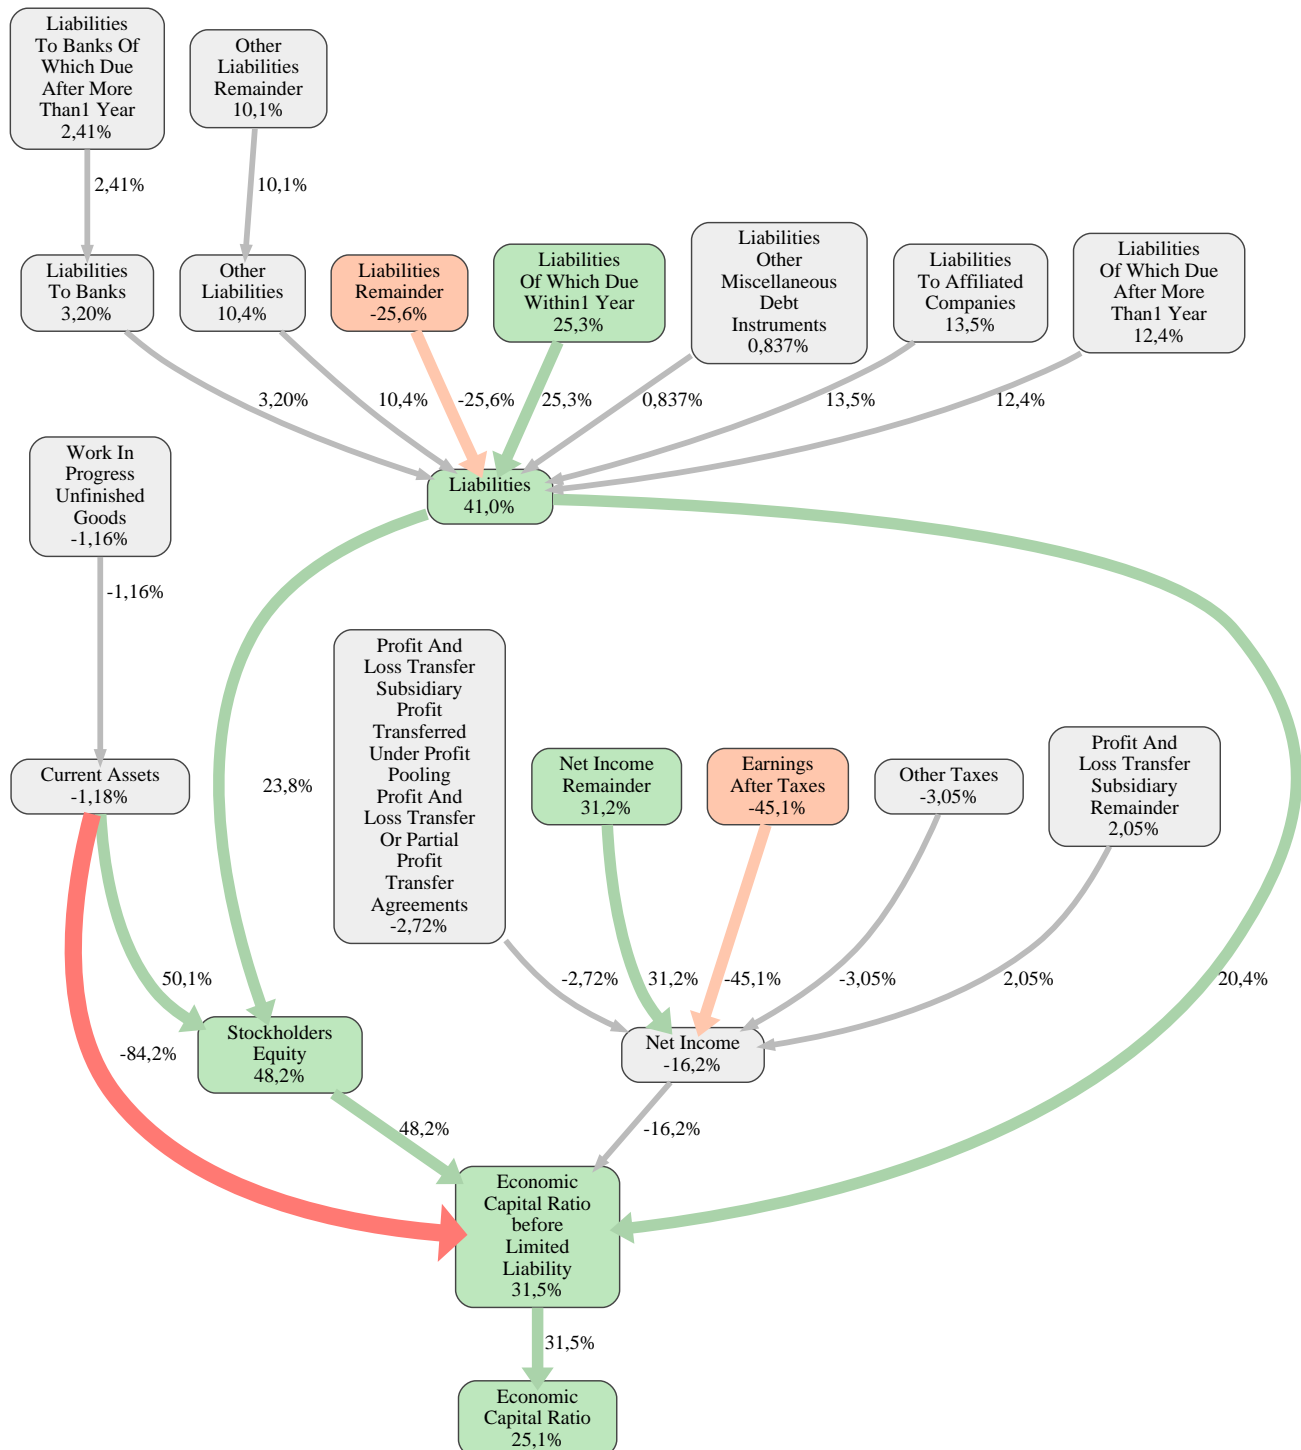 Liabilities
To Banks Of
Which Due
After More
Than1 Year
2,41%
Other
Liabilities
Remainder
10,1%
2,41%
10,1%
Liabilities
To Banks
3,20%
Other
Liabilities
10,4%
Liabilities
Remainder
-25,6%
Liabilities
Of Which Due
Within1 Year
25,3%
Liabilities
Other
Miscellaneous
Debt
Instruments
0,837%
Liabilities
To Affiliated
Companies
13,5%
Liabilities
Of Which Due
After More
Than1 Year
12,4%
3,20%
10,4%
-25,6%
25,3%
0,837%
13,5%
12,4%
Work In
Progress
Unfinished
Goods
-1,16%
Liabilities
41,0%
-1,16%
Profit And
Loss Transfer
Subsidiary
Profit
Transferred
Under Profit
Pooling
Profit And
Loss Transfer
Or Partial
Profit
Transfer
Agreements
-2,72%
Current Assets
-1,18%
23,8%
Net Income
Remainder
31,2%
Earnings
After Taxes
-45,1%
Other Taxes
-3,05%
Profit And
Loss Transfer
Subsidiary
Remainder
2,05%
50,1%
-2,72%
31,2%
-45,1%
-3,05%
2,05%
20,4%
-84,2%
Stockholders
Equity
48,2%
Net Income
-16,2%
48,2%
-16,2%
Economic
Capital Ratio
before
Limited
Liability
31,5%
31,5%
Economic
Capital Ratio
25,1%